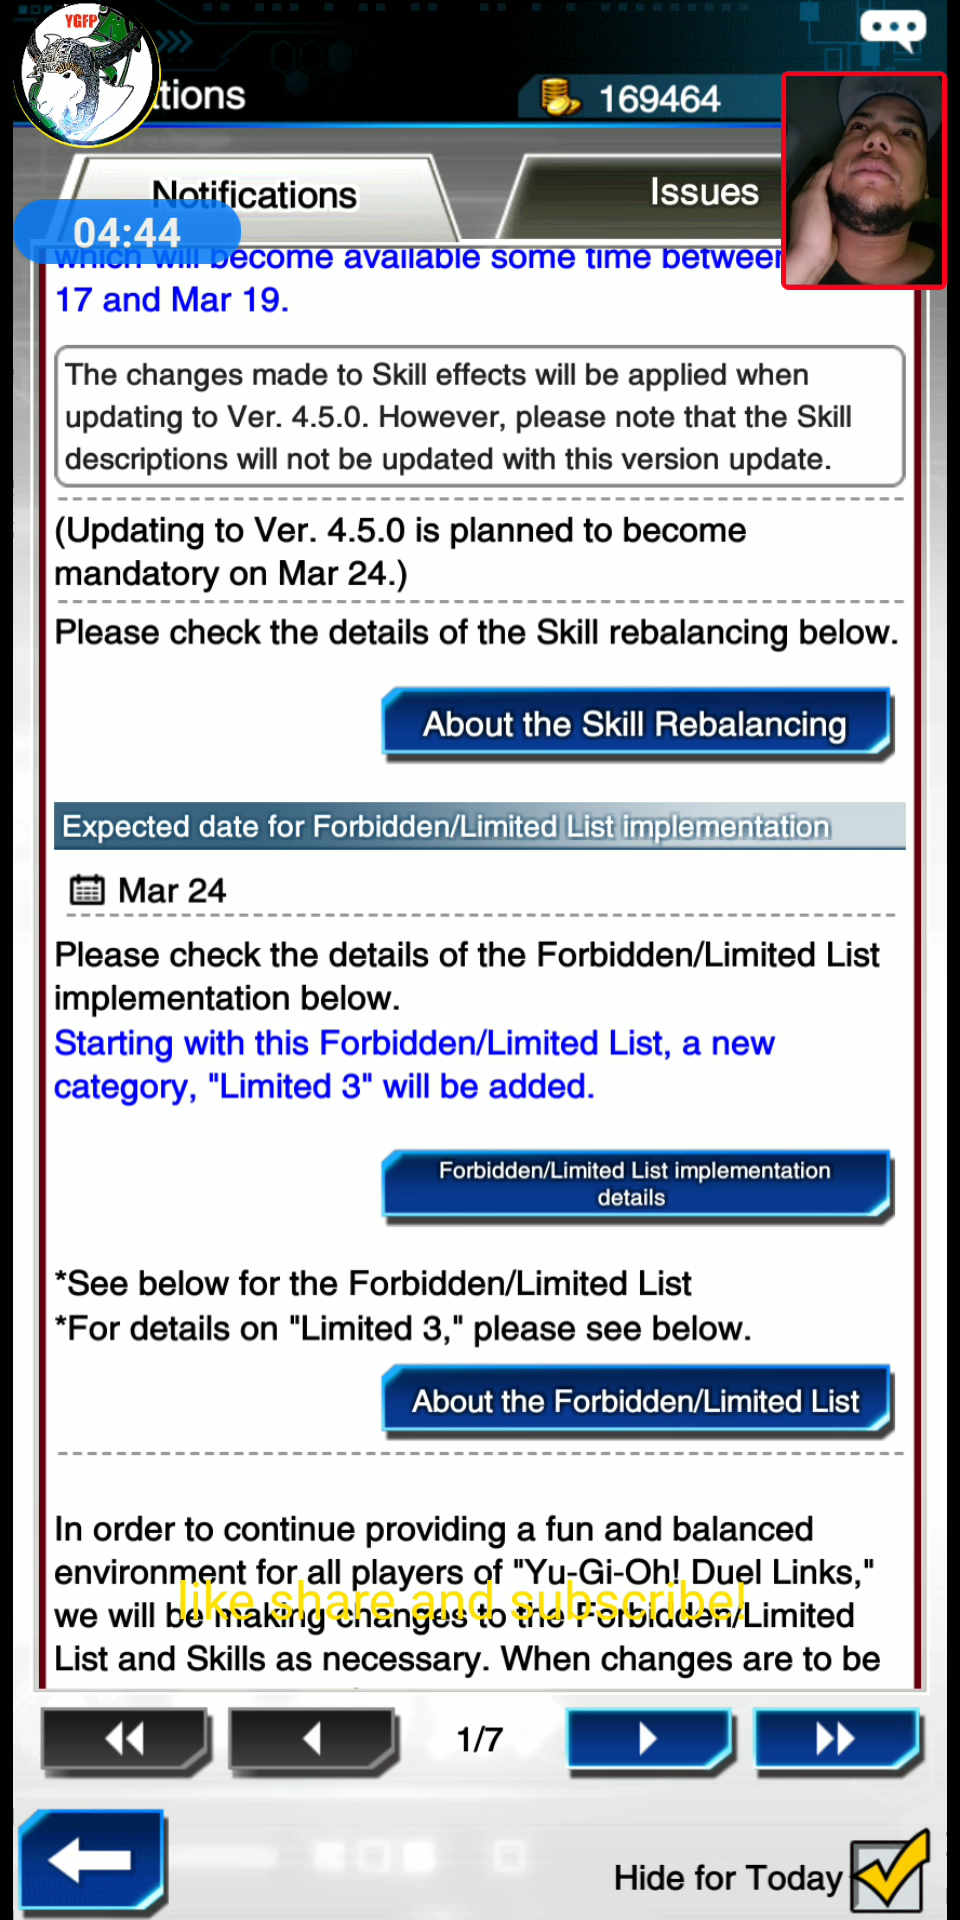 YGFP
tions
169464
Notifications
Issues
04:44
which will become available some time between
17 and Mar 19.
The changes made to Skill effects will be applied when
updating to Ver. 4.5.0. However, please note that the Skill
descriptions will not be updated with this version update.
(Updating to Ver. 4.5.0 is planned to become
mandatory on Mar 24.)
Please check the details of the Skill rebalancing below.
About the Skill Rebalancing
Expected date for Forbidden/Limited List implementation
Mar 24
Please check the details of the Forbidden/Limited List
implementation below.
Starting with this Forbidden/Limited List, a new
category, "Limited 3" will be added.
Forbidden/Limited List implementation
details
*See below for the Forbidden/Limited List
*For details on "Limited 3," please see below.
About the Forbidden/Limited List
In order to continue providing a fun and balanced
environment for all players of "Yu-Gi-Oh! Duel Links,"
like share and subscribe!
we will be making changes to the Forbidden/Limited
List and Skills as necessary. When changes are to be
1/7
Hide for Today